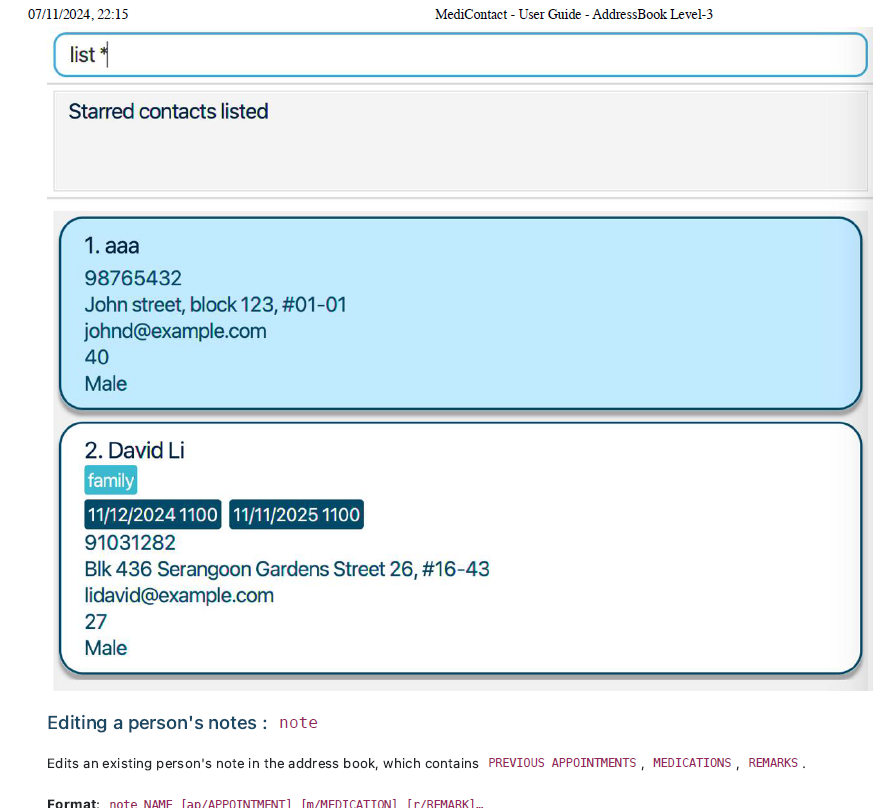 07/11/2024, 22:15 MediContact - User Guide - AddressBook Level-3
list *
Starred contacts listed
1. aaa
98765432
John street, block 123, #01-01
johnd@example.com
40
Male
2. David Li
family
11/12/2024 1100 11/11/2025 1100
91031282
Blk 436 Serangoon Gardens Street 26, #16-43
lidavid@example.com
27
Male
Editing a person's notes : note
Edits an existing person's note in the address book, which contains PREVIOUS APPOINTMENTS , MEDICATIONS , REMARKS .
Format: note NAME [ap/APPOINTMENT] [m/MEDICATION] [r/REMARK]…